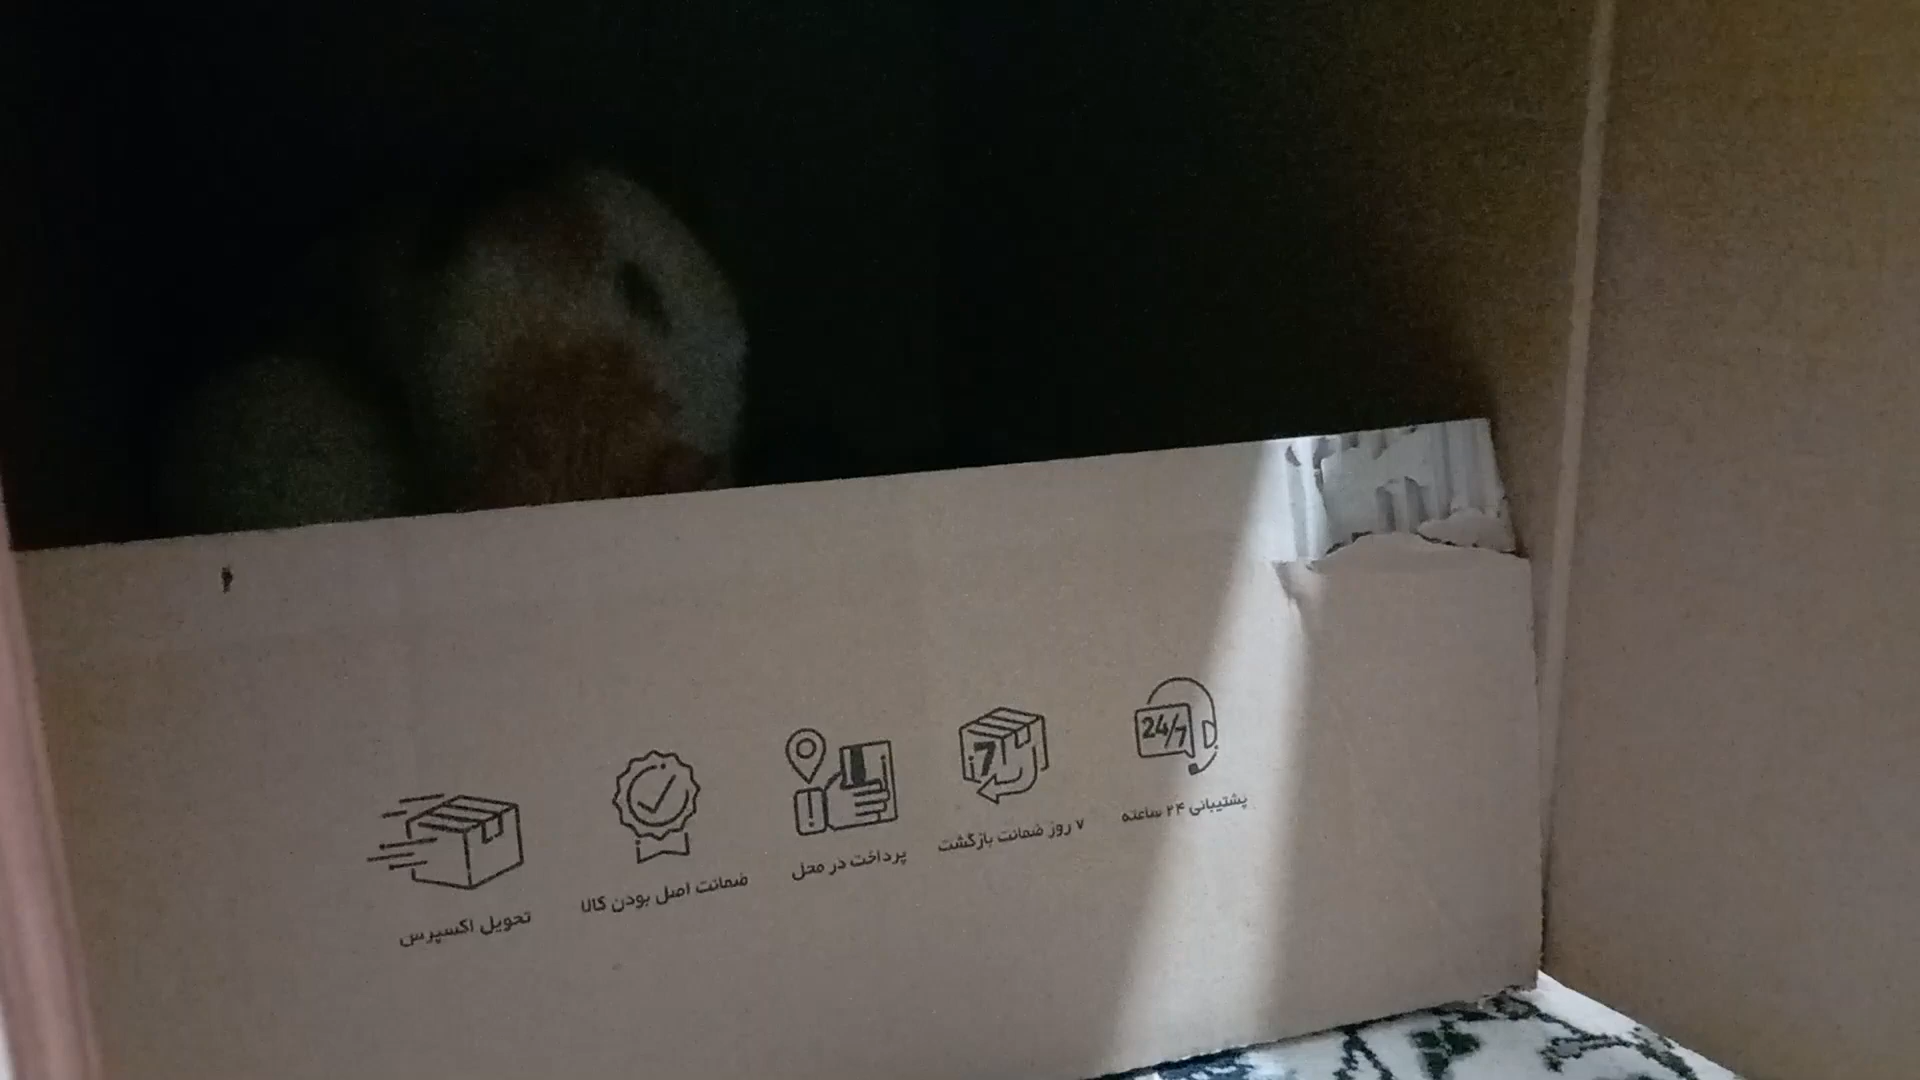 24/7
پشتیبانی ۲۴ ساعته
7
۷ روز ضمانت بازگشت
پرداخت در محل
ضمانت اصل بودن کالا
تحویل اکسپرس